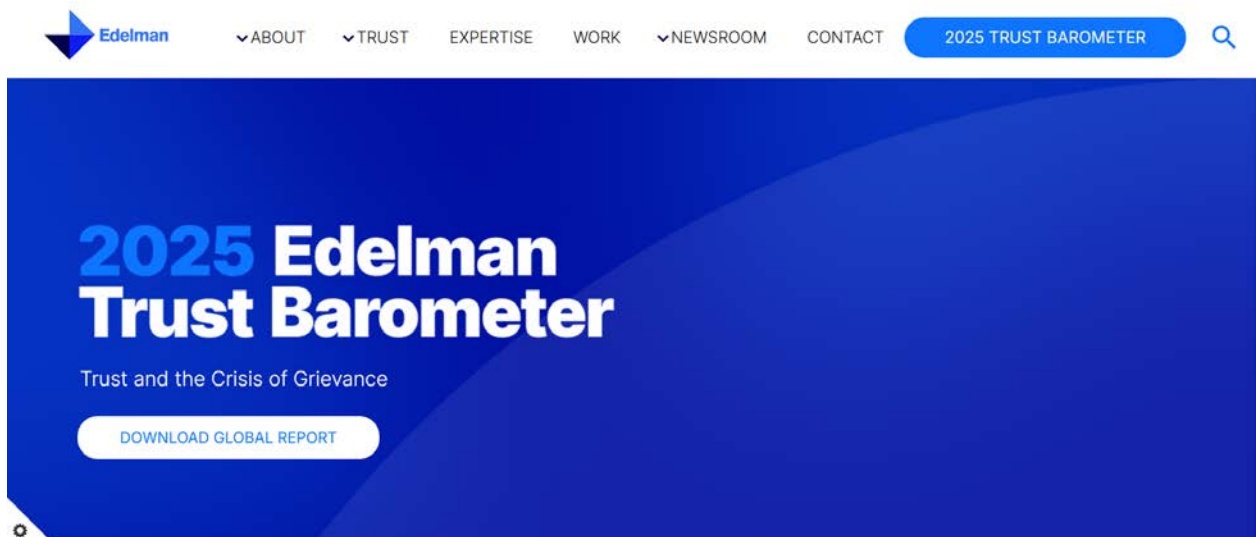 Edelman
ABOUT TRUST EXPERTISE WORK NEWSROOM CONTACT 2025 TRUST BAROMETER
2025 Edelman
Trust Barometer
Trust and the Crisis of Grievance
DOWNLOAD GLOBAL REPORT